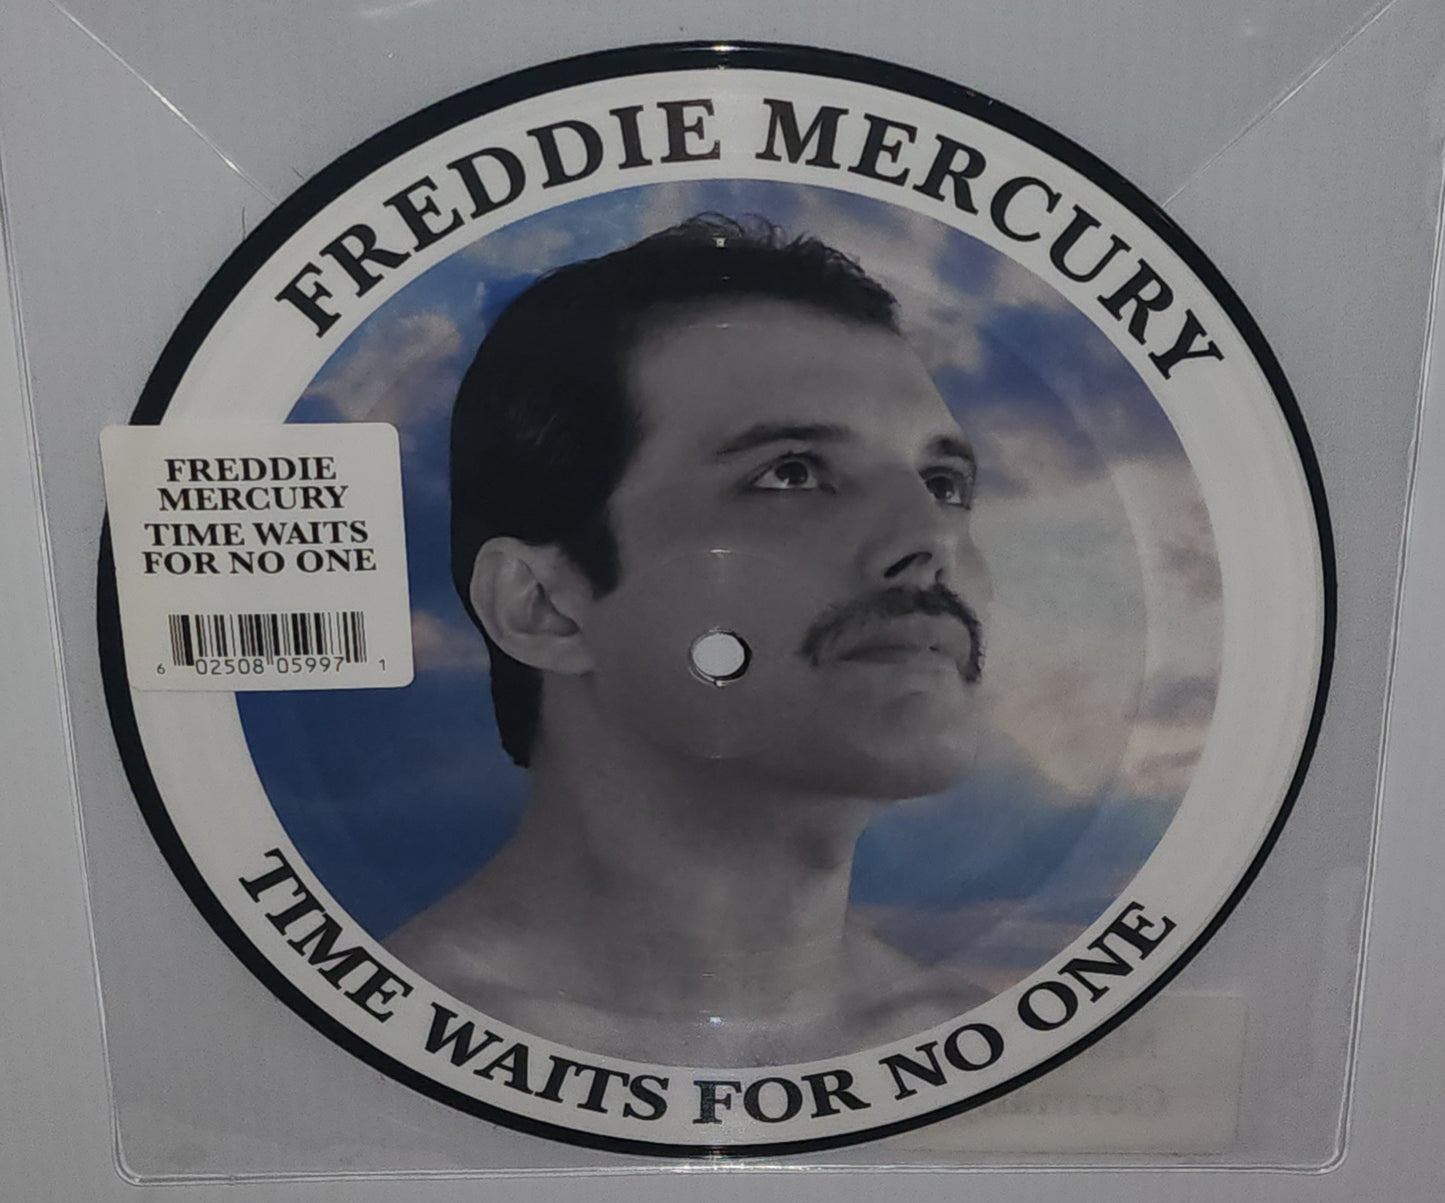 FREDDIE MERCURY
FREDDIE
MERCURY
TIME WAITS
FOR NO ONE
6 02508 05997 1
TIME WAITS FOR NO ONE